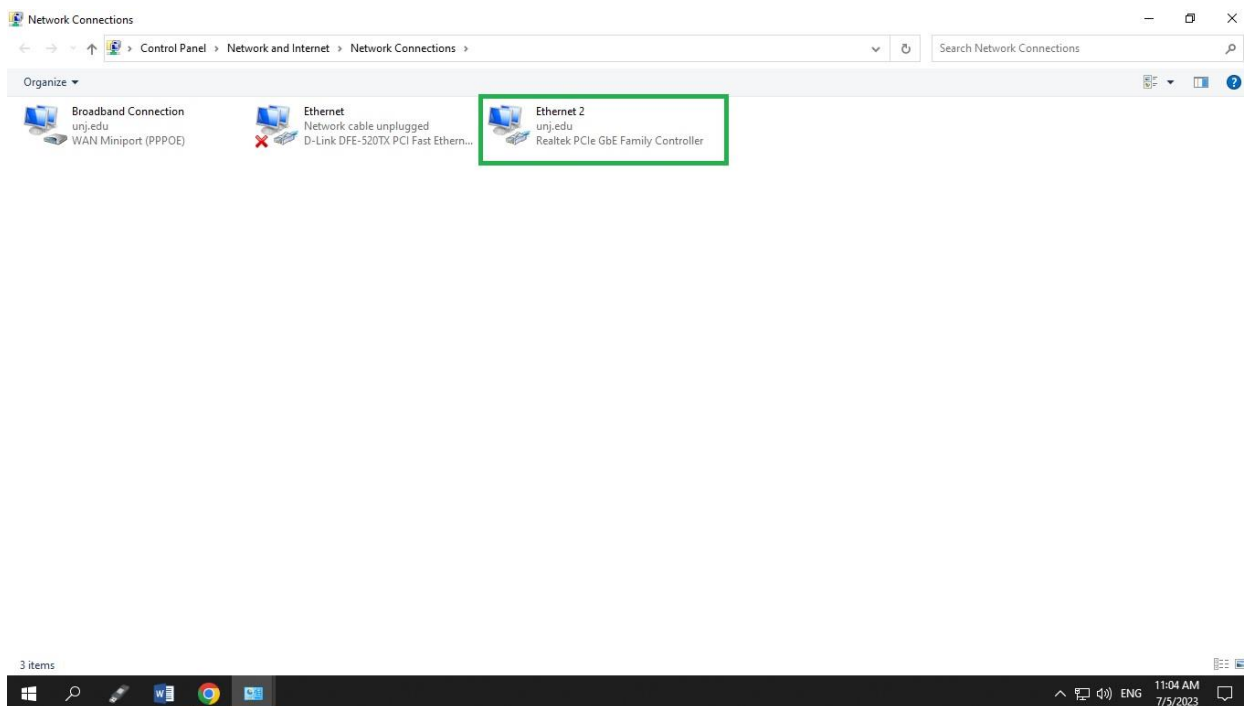 Network Connections
Control Panel › Network and Internet › Network Connections ›
Search Network Connections
Organize
Broadband Connection
unj.edu
WAN Miniport (PPPOE)
Ethernet
Network cable unplugged
D-Link DFE-520TX PCI Fast Ethern...
Ethernet 2
unj.edu
Realtek PCIe GbE Family Controller
3 items
ENG
11:04 AM
7/5/2023